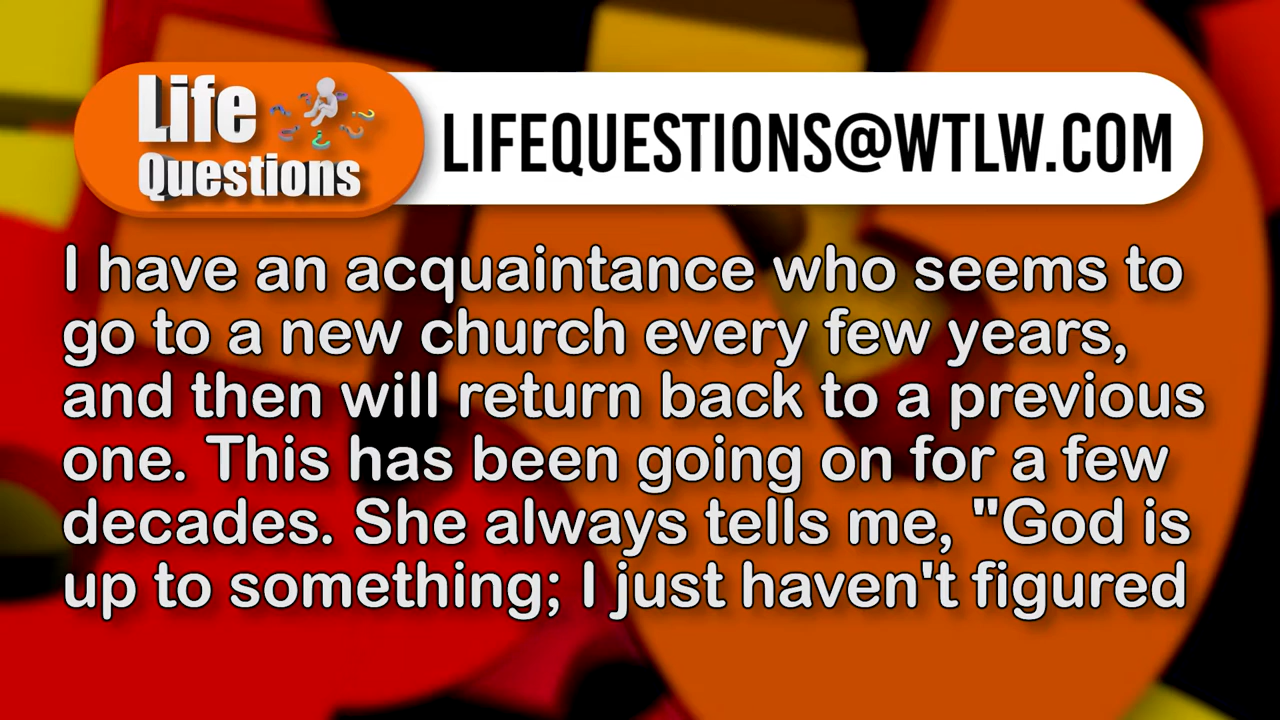 Life
Questions
LIFEQUESTIONS@WTLW.COM
I have an acquaintance who seems to
go to a new church every few years,
and then will return back to a previous
one. This has been going on for a few
decades. She always tells me, "God is
up to something; I just haven't figured